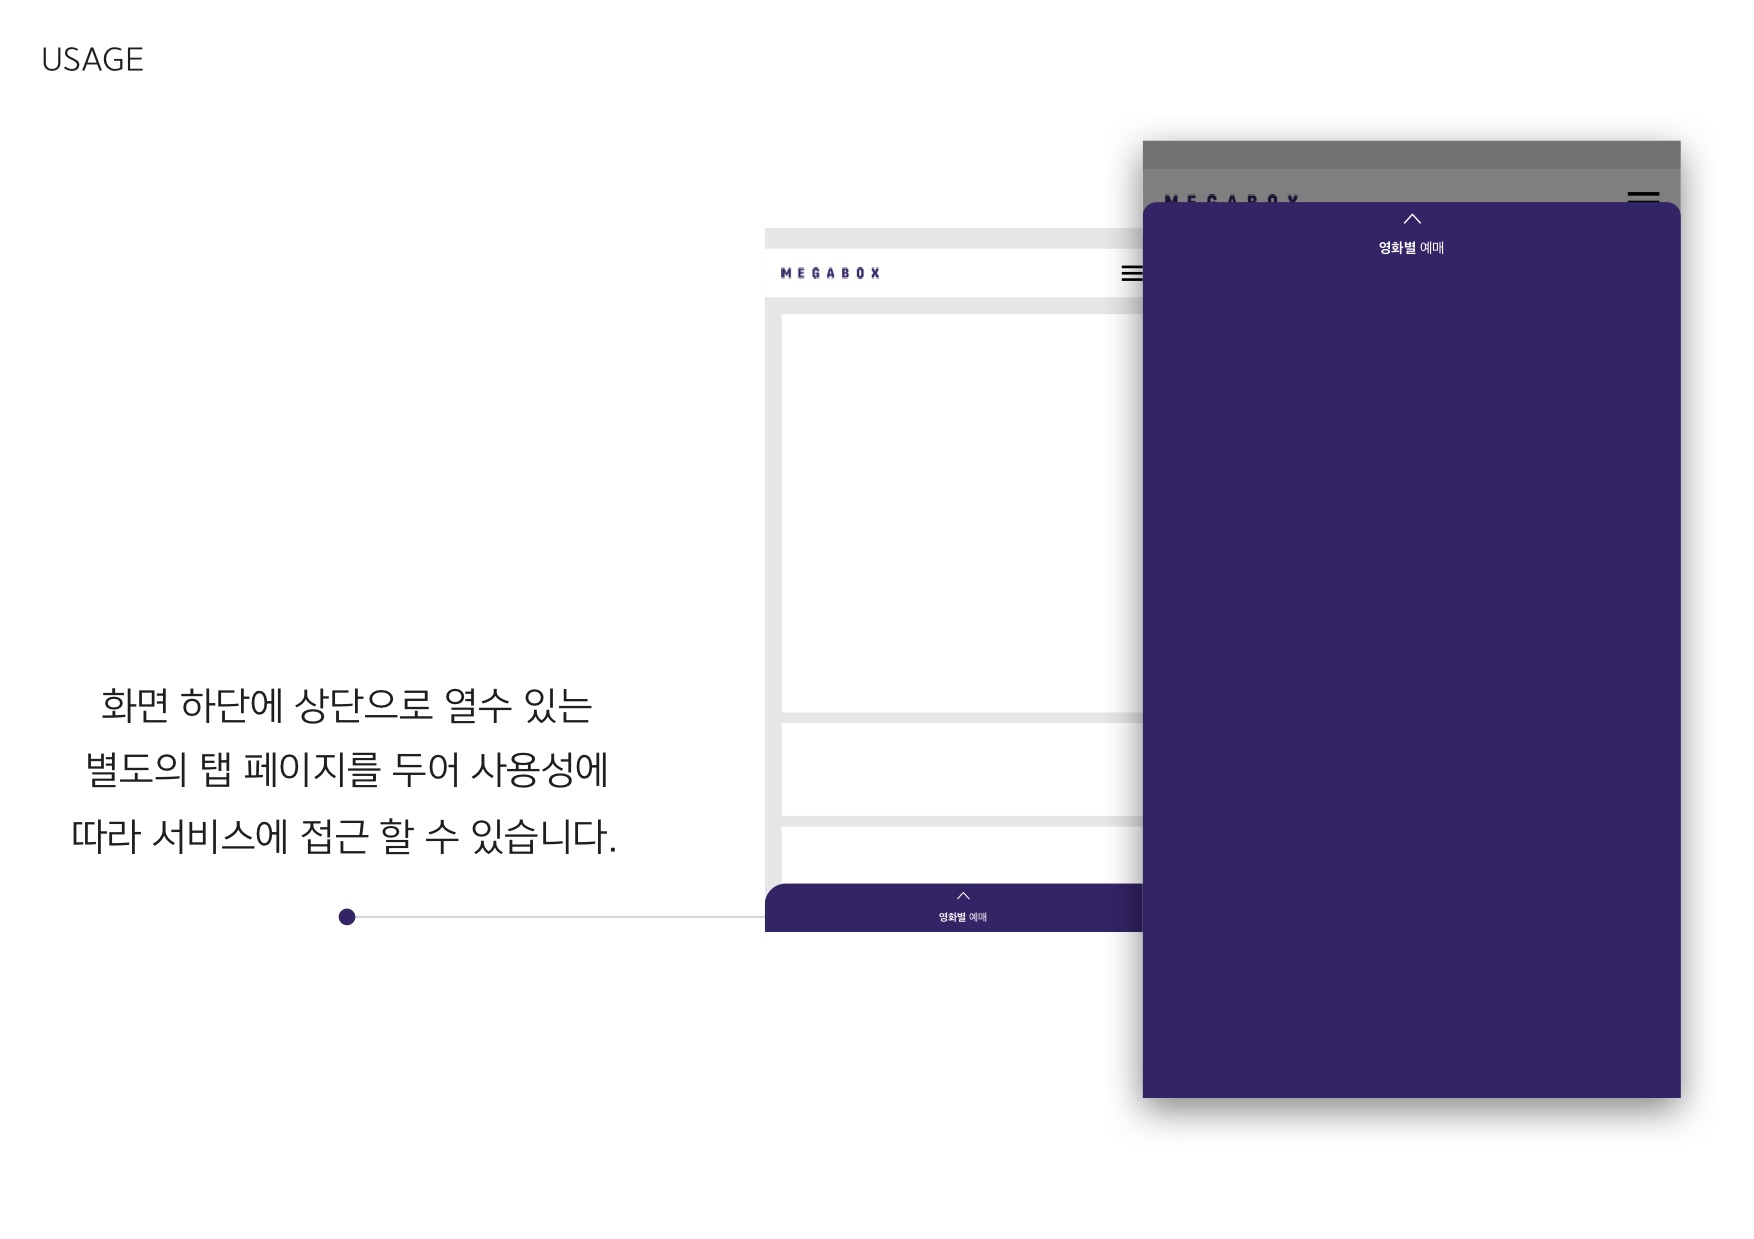 USAGE
MEGABOX
영화별 예매
MEGABOX
화면 하단에 상단으로 열수 있는
별도의 탭 페이지를 두어 사용성에
따라 서비스에 접근 할 수 있습니다.
영화별 예매